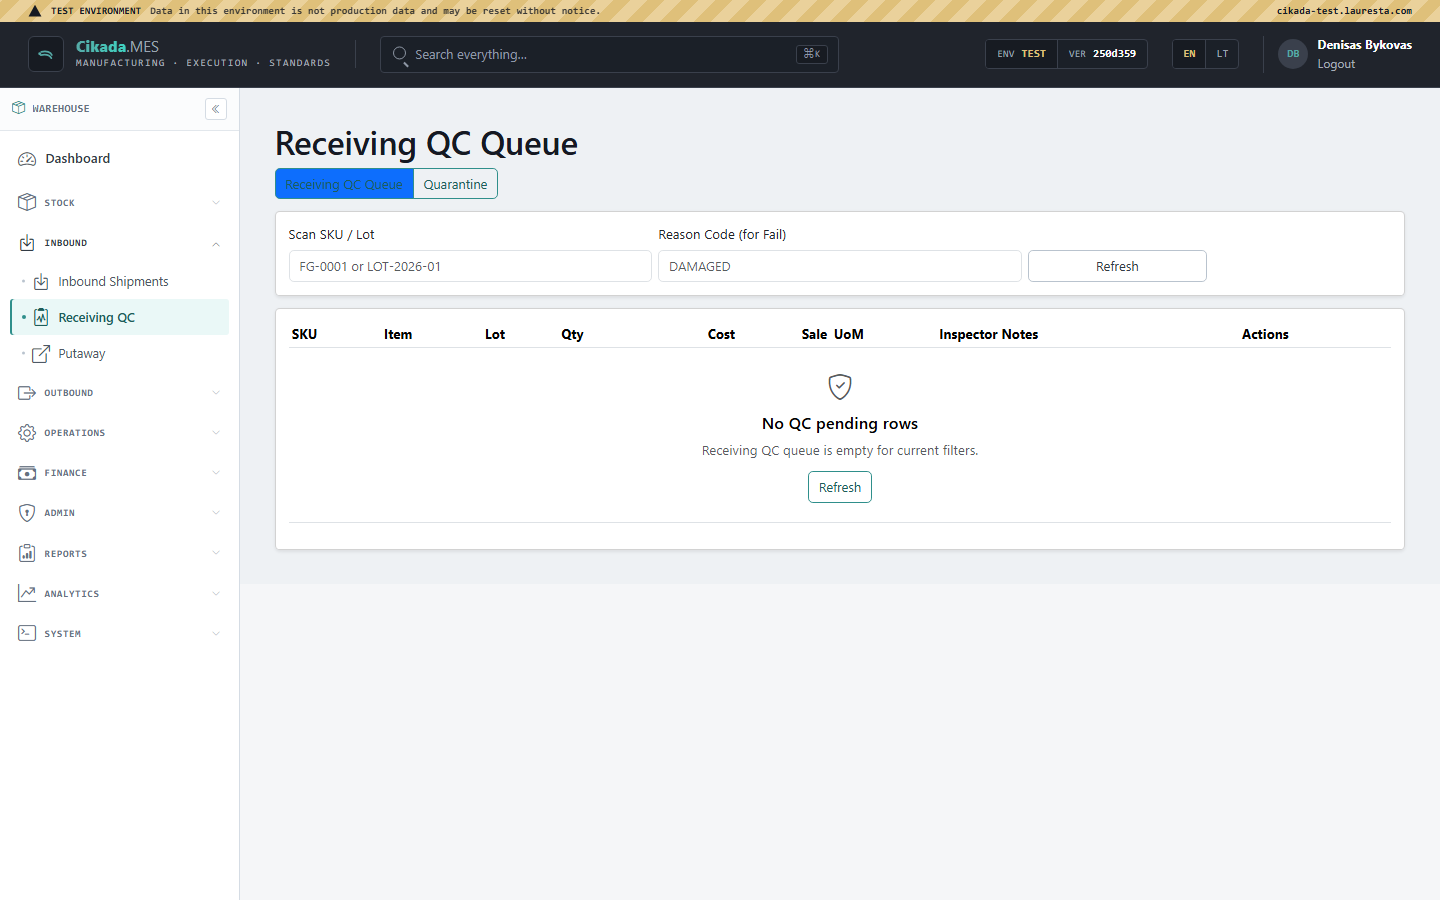 TEST ENVIRONMENT Data in this environment is not production data and may be reset without notice.
cikada-test.lauresta.com
Cikada.MES
MANUFACTURING · EXECUTION · STANDARDS
Search everything...
⌘K
ENV TEST
VER 250d359
EN
LT
DB
Denisas Bykovas
Logout
WAREHOUSE
Dashboard
STOCK
INBOUND
Inbound Shipments
Receiving QC
Putaway
OUTBOUND
OPERATIONS
FINANCE
ADMIN
REPORTS
ANALYTICS
SYSTEM
Receiving QC Queue
Receiving QC Queue
Quarantine
Scan SKU / Lot
Reason Code (for Fail)
FG-0001 or LOT-2026-01
DAMAGED
Refresh
SKU Item Lot Qty Cost Sale UoM Inspector Notes Actions
No QC pending rows
Receiving QC queue is empty for current filters.
Refresh